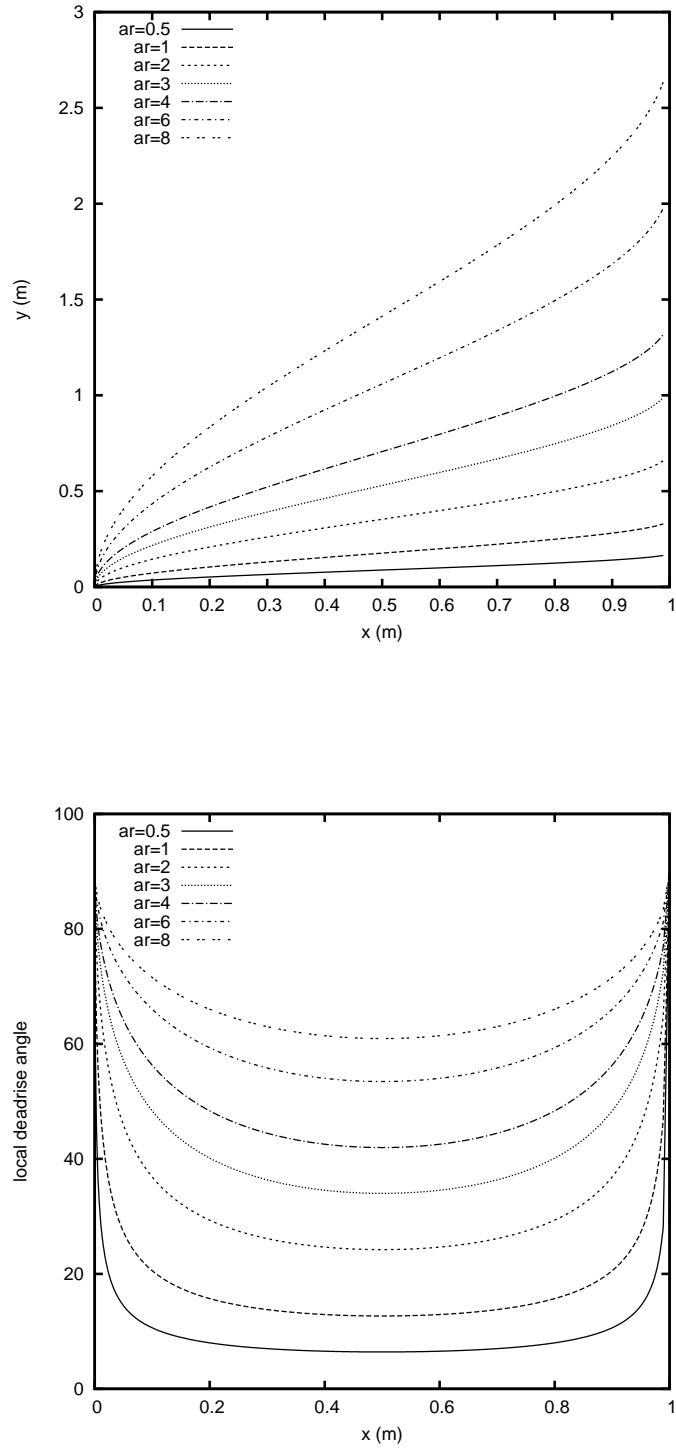 3
2.5
2
1.5
1
0.5
0
ar=0.5
ar=1
ar=2
ar=3
ar=4
ar=6
ar=8
y (m)
0 0.1 0.2 0.3 0.4 0.5 0.6 0.7 0.8 0.9 1
x (m)
100
80
60
40
20
0
ar=0.5
ar=1
ar=2
ar=3
ar=4
ar=6
ar=8
local deadrise angle
0 0.2 0.4 0.6 0.8 1
x (m)